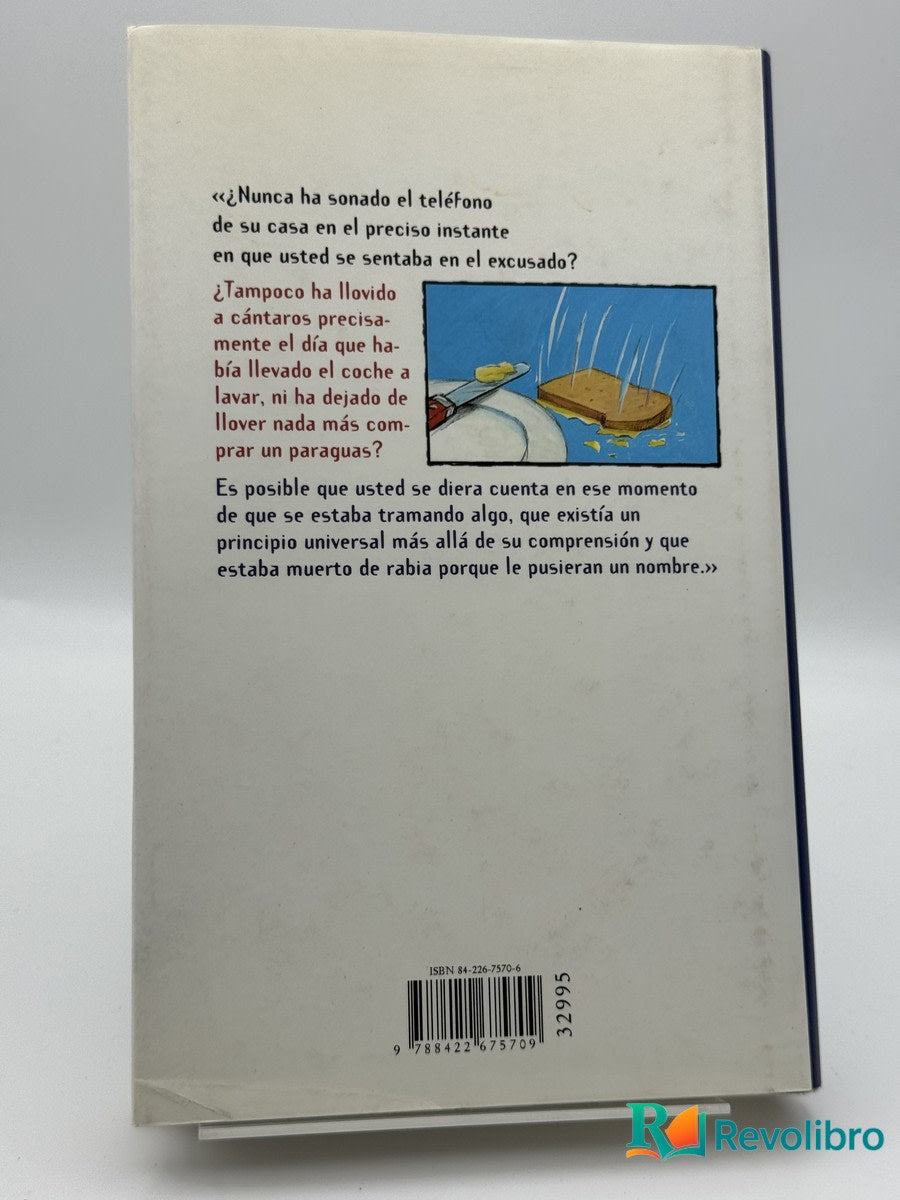 ‹‹¿Nunca ha sonado el teléfono
de su casa en el preciso instante
en que usted se sentaba en el excusado?
¿Tampoco ha llovido
a cántaros precisa-
mente el día que ha-
bía llevado el coche a
lavar, ni ha dejado de
llover nada más com-
prar un paraguas?
Es posible que usted se diera cuenta en ese momento
de que se estaba tramando algo, que existía un
principio universal más allá de su comprensión y que
estaba muerto de rabia porque le pusieran un nombre.››
ISBN 84-226-7570-6
9 788422 675709
32995
Revolibro